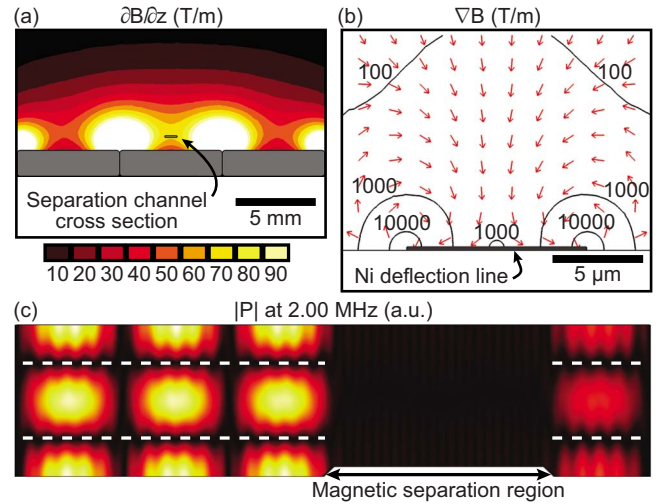 (a) ∂B/∂z (T/m)
Separation channel
cross section
5 mm
10 20 30 40 50 60 70 80 90
(b) ∇B (T/m)
100 100
1000 1000
10000 1000 10000
Ni deflection line
5 µm
(c) |P| at 2.00 MHz (a.u.)
Magnetic separation region